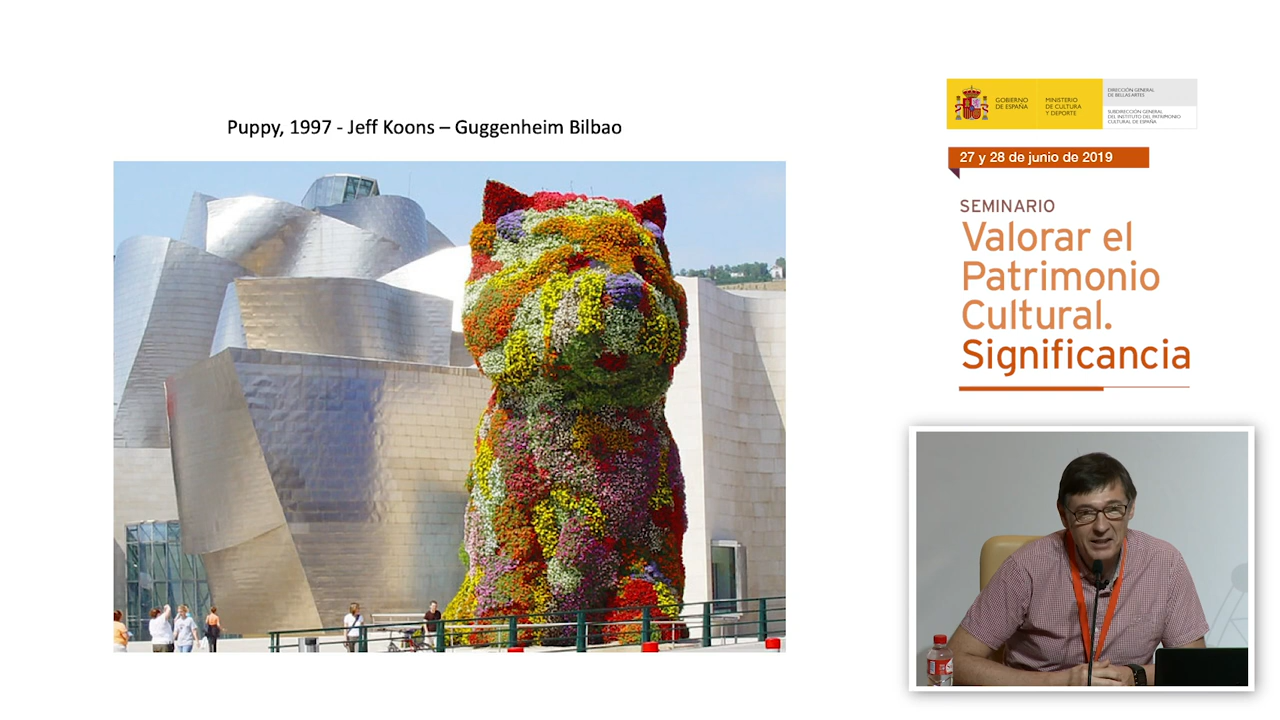 Puppy, 1997 - Jeff Koons – Guggenheim Bilbao
GOBIERNO
DE ESPAÑA
MINISTERIO
DE CULTURA
Y DEPORTE
DIRECCIÓN GENERAL
DE BELLAS ARTES
SUBDIRECCIÓN GENERAL
DEL INSTITUTO DEL PATRIMONIO
CULTURAL DE ESPAÑA
27 y 28 de junio de 2019
SEMINARIO
Valorar el
Patrimonio
Cultural.
Significancia